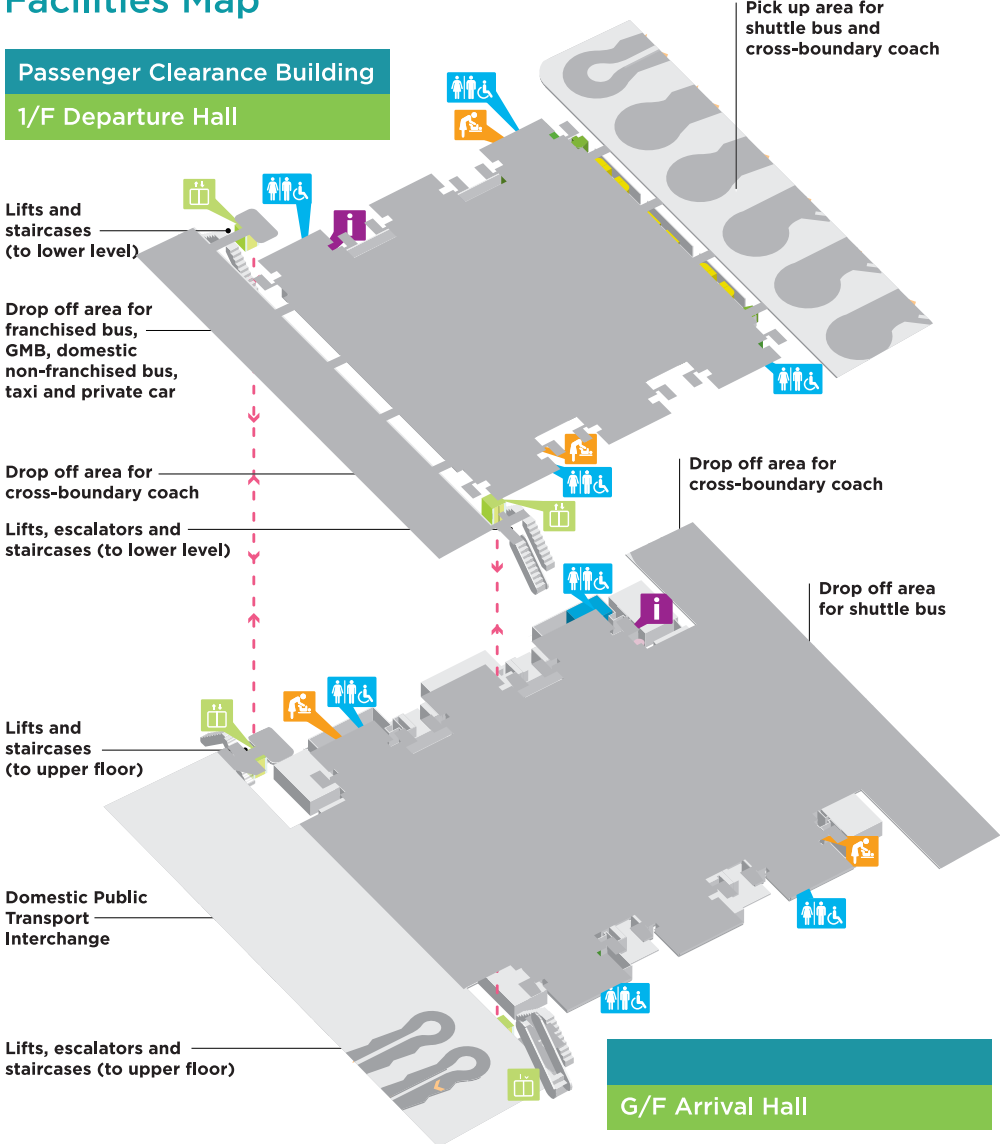 Facilities Map
Pick up area for
shuttle bus and
cross-boundary coach
Passenger Clearance Building
1/F Departure Hall
Lifts and
staircases
(to lower level)
i
Drop off area for
franchised bus,
GMB, domestic
non-franchised bus,
taxi and private car
Drop off area for
cross-boundary coach
Lifts, escalators and
staircases (to lower level)
Drop off area for
cross-boundary coach
Drop off area
for shuttle bus
i
Lifts and
staircases
(to upper floor)
Domestic Public
Transport
Interchange
Lifts, escalators and
staircases (to upper floor)
G/F Arrival Hall